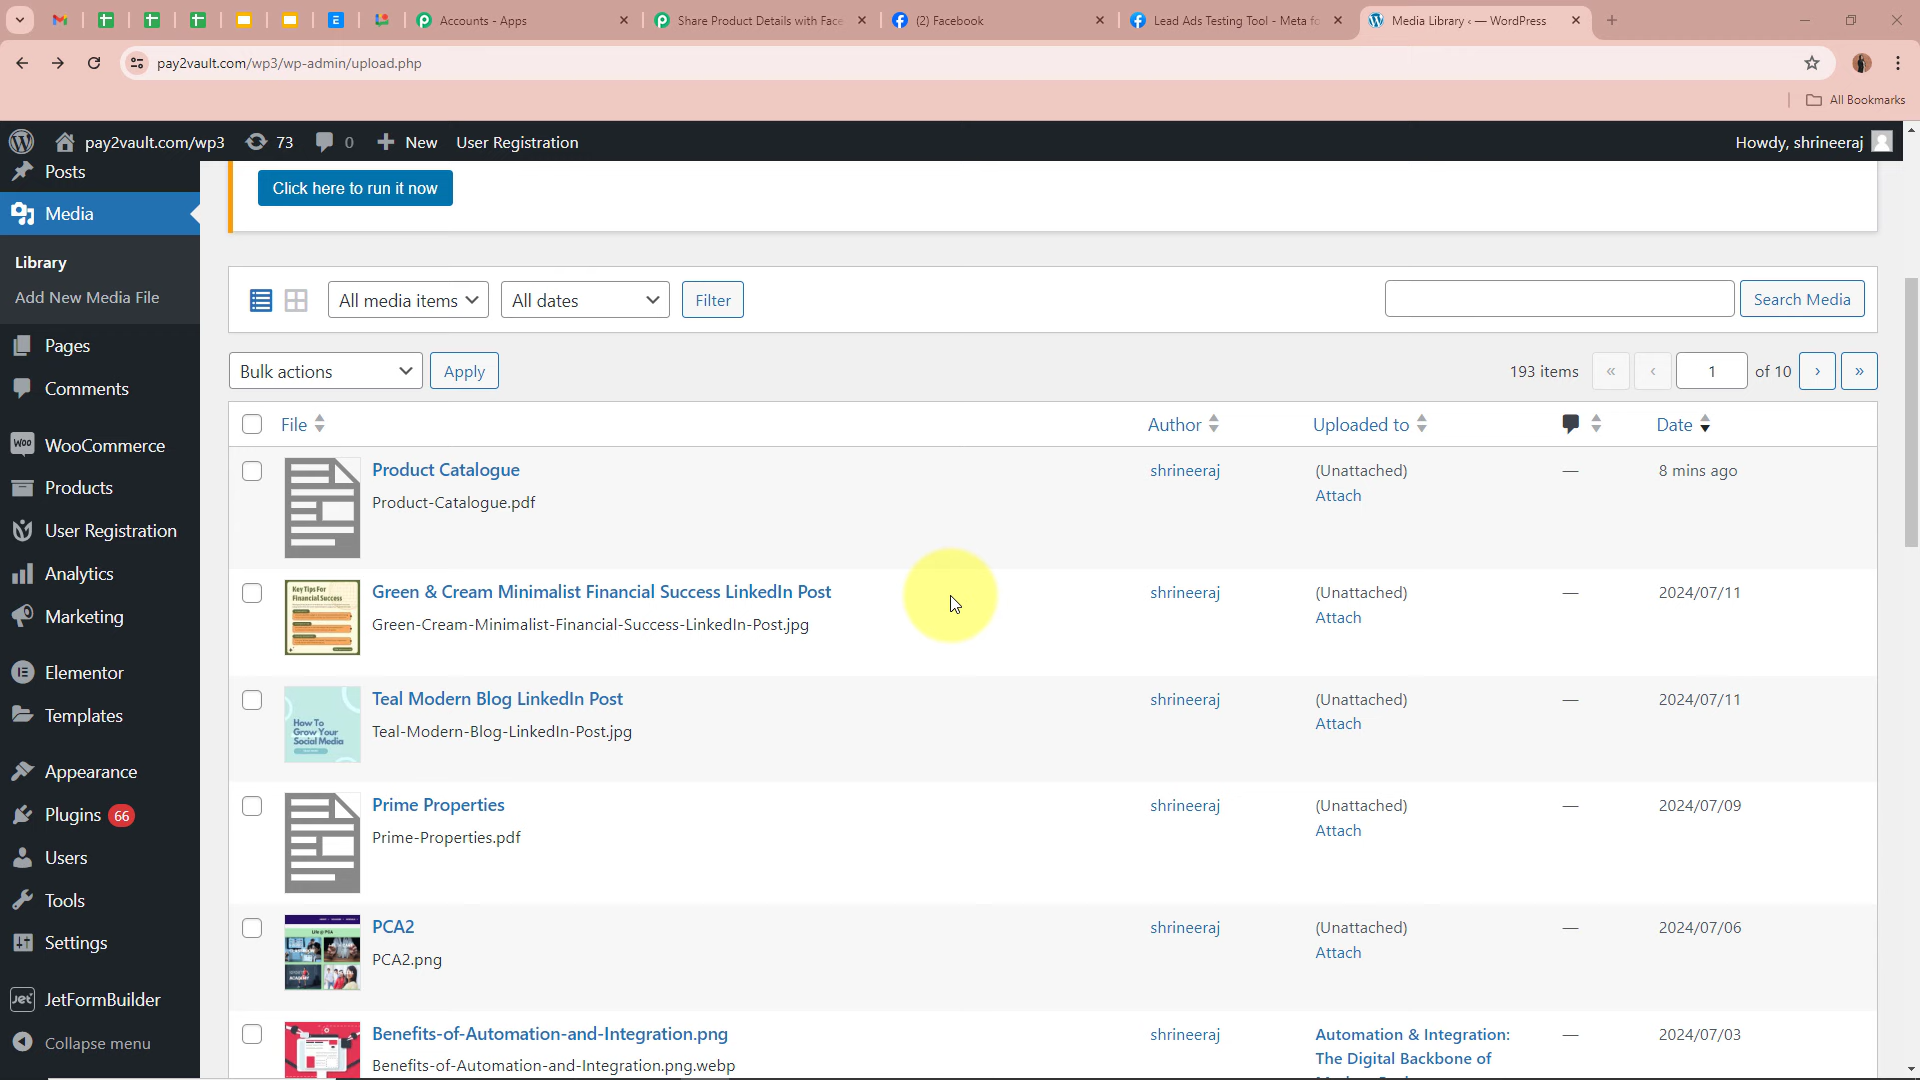 Accounts - Apps
Share Product Details with Face
(2) Facebook
Lead Ads Testing Tool - Meta fo
Media Library ‹ — WordPress
pay2vault.com/wp3/wp-admin/upload.php
All Bookmarks
pay2vault.com/wp3
73
0
New
User Registration
Howdy, shrineeraj
Posts
Media
Library
Add New Media File
Pages
Comments
WooCommerce
Products
User Registration
Analytics
Marketing
Elementor
Templates
Appearance
Plugins 66
Users
Tools
Settings
JetFormBuilder
Collapse menu
Click here to run it now
All media items
All dates
Filter
Search Media
Bulk actions
Apply
193 items
«
‹
1
of 10
›
»
File
Author
Uploaded to
Date
Product Catalogue
Product-Catalogue.pdf
shrineeraj
(Unattached)
Attach
—
8 mins ago
Key Tips For
Financial Success
Green & Cream Minimalist Financial Success LinkedIn Post
Green-Cream-Minimalist-Financial-Success-LinkedIn-Post.jpg
shrineeraj
(Unattached)
Attach
—
2024/07/11
How To
Grow Your
Social Media
Teal Modern Blog LinkedIn Post
Teal-Modern-Blog-LinkedIn-Post.jpg
shrineeraj
(Unattached)
Attach
—
2024/07/11
Prime Properties
Prime-Properties.pdf
shrineeraj
(Unattached)
Attach
—
2024/07/09
PCA2
PCA2.png
shrineeraj
(Unattached)
Attach
—
2024/07/06
Benefits-of-Automation-and-Integration.png
Benefits-of-Automation-and-Integration.png.webp
shrineeraj
Automation & Integration:
The Digital Backbone of
—
2024/07/03